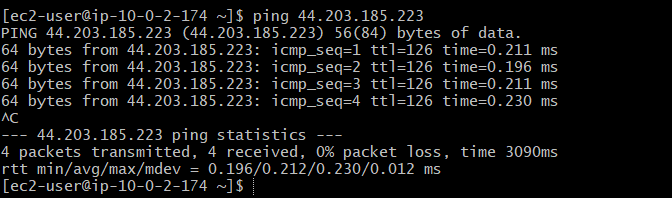 [ec2-user@ip-10-0-2-174 ~]$ ping 44.203.185.223
PING 44.203.185.223 (44.203.185.223) 56(84) bytes of data.
64 bytes from 44.203.185.223: icmp_seq=1 ttl=126 time=0.211 ms
64 bytes from 44.203.185.223: icmp_seq=2 ttl=126 time=0.196 ms
64 bytes from 44.203.185.223: icmp_seq=3 ttl=126 time=0.211 ms
64 bytes from 44.203.185.223: icmp_seq=4 ttl=126 time=0.230 ms
^C
--- 44.203.185.223 ping statistics ---
4 packets transmitted, 4 received, 0% packet loss, time 3090ms
rtt min/avg/max/mdev = 0.196/0.212/0.230/0.012 ms
[ec2-user@ip-10-0-2-174 ~]$